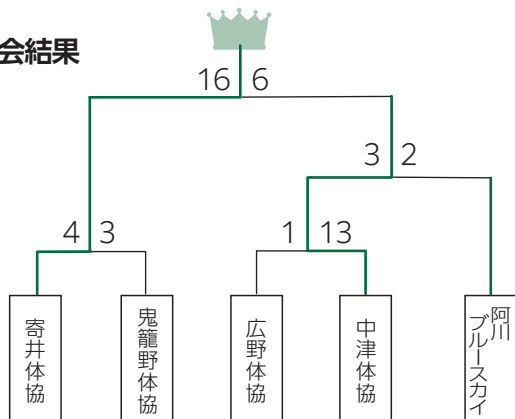 会結果
16 6
3 2
4 3
1 13
寄井体協
鬼籠野体協
広野体協
中津体協
阿川
ブルースカイ